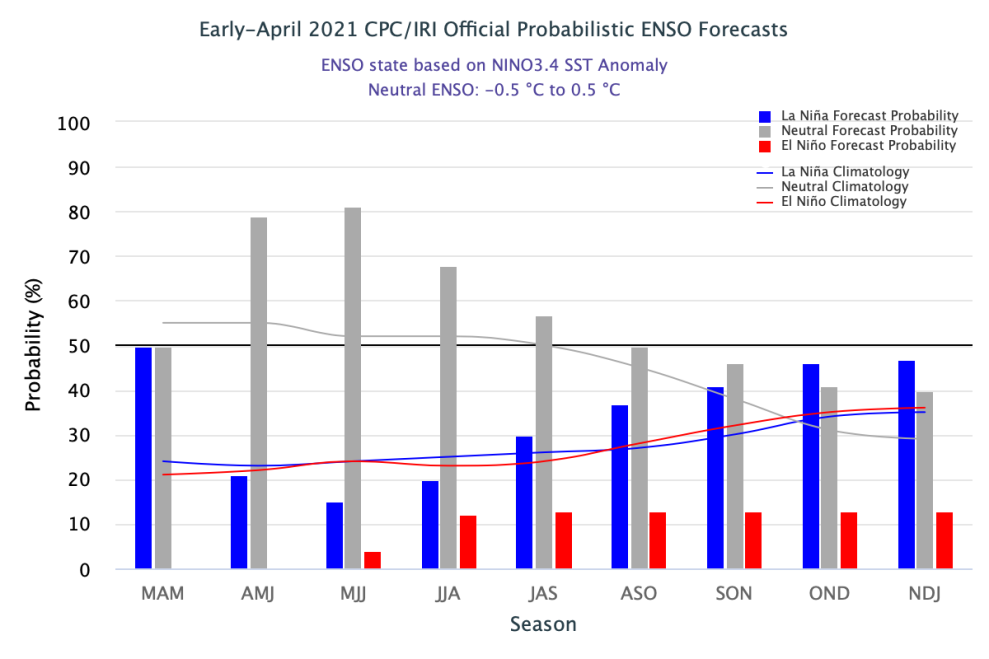 Early-April 2021 CPC/IRI Official Probabilistic ENSO Forecasts
ENSO state based on NINO3.4 SST Anomaly
Neutral ENSO: -0.5 °C to 0.5 °C
La Niña Forecast Probability
Neutral Forecast Probability
El Niño Forecast Probability
La Niña Climatology
Neutral Climatology
El Niño Climatology
Probability (%)
100
90
80
70
60
50
40
30
20
10
0
MAM AMJ MJJ JJA JAS ASO SON OND NDJ
Season